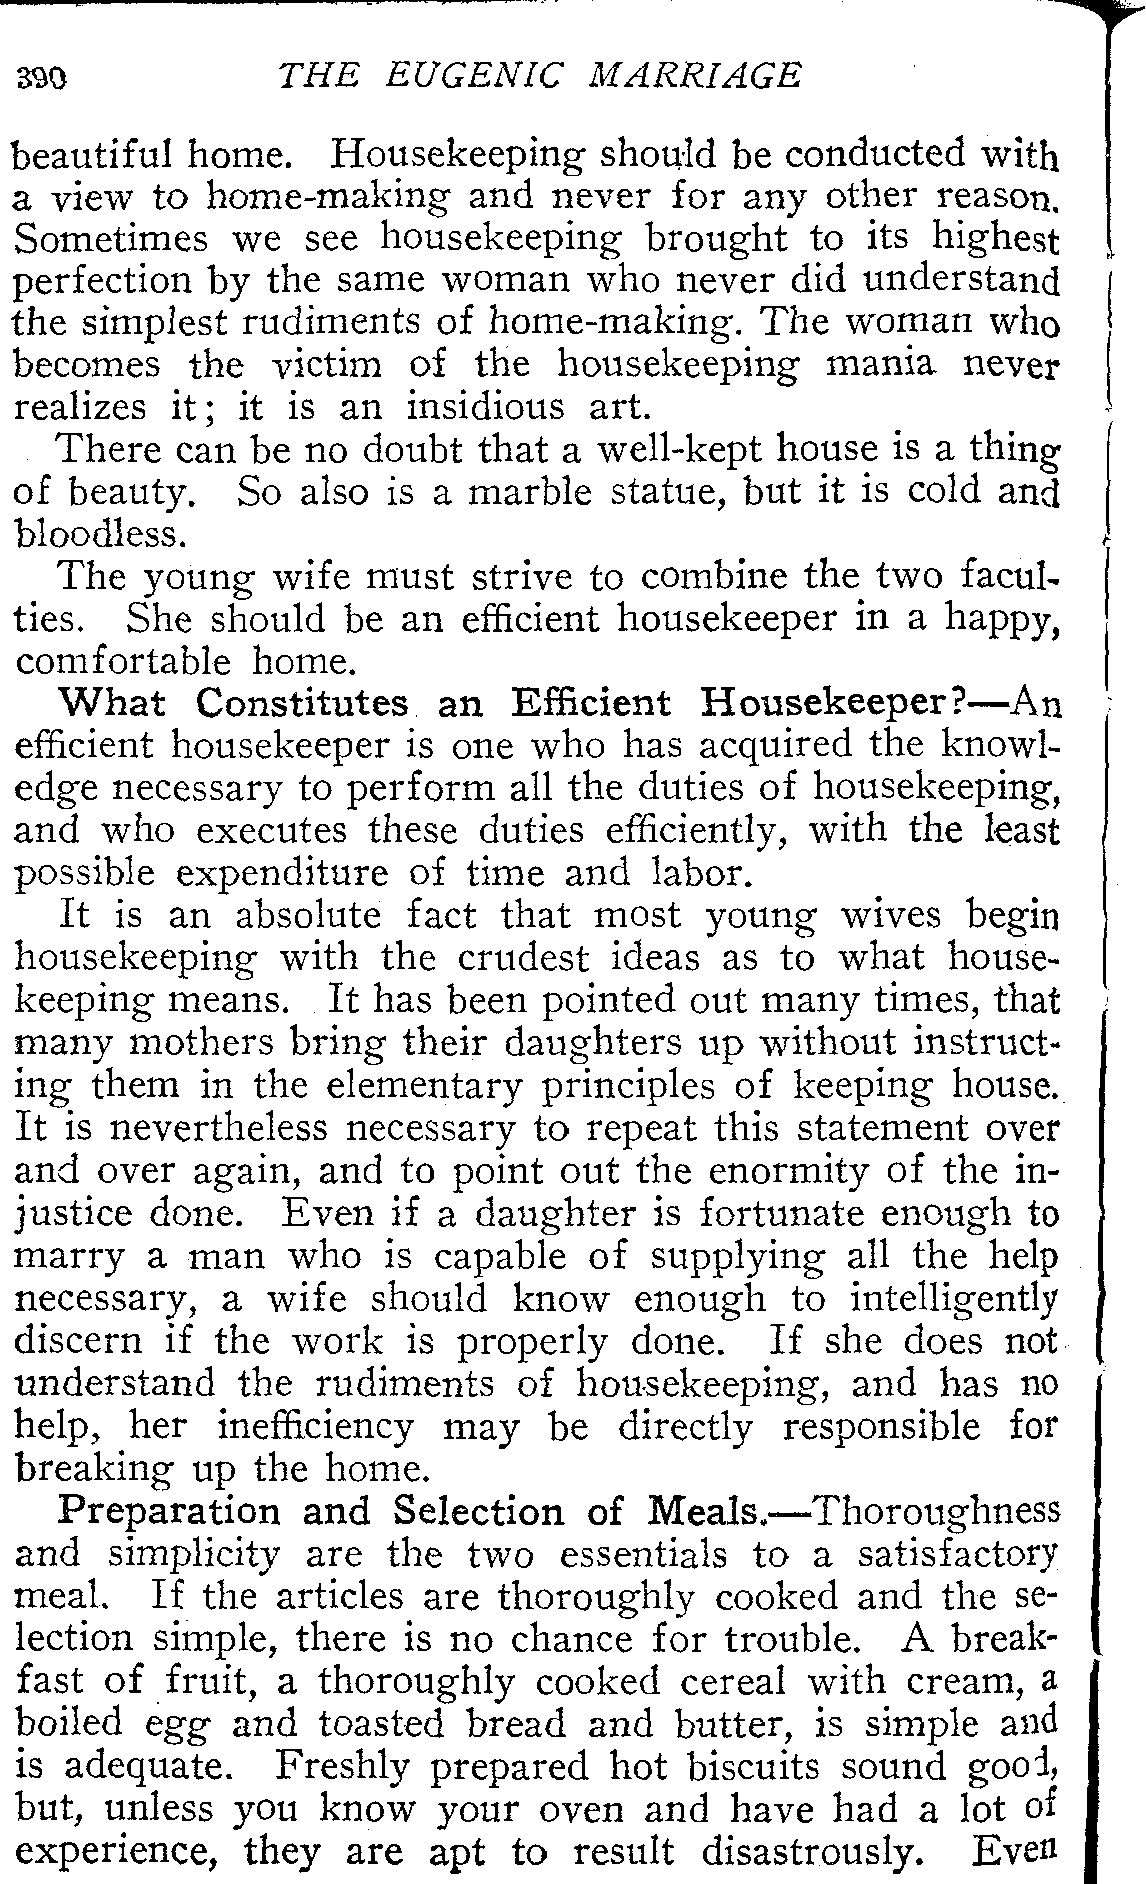 390 THE EUGENIC MARRIAGE
beautiful home. Housekeeping should be conducted with
a view to home-making and never for any other reason.
Sometimes we see housekeeping brought to its highest
perfection by the same woman who never did understand
the simplest rudiments of home-making. The woman who
becomes the victim of the housekeeping mania never
realizes it; it is an insidious art.
There can be no doubt that a well-kept house is a thing
of beauty. So also is a marble statue, but it is cold and
bloodless.
The young wife must strive to combine the two facul-
ties. She should be an efficient housekeeper in a happy,
comfortable home.
What Constitutes an Efficient Housekeeper?—An
efficient housekeeper is one who has acquired the knowl-
edge necessary to perform all the duties of housekeeping,
and who executes these duties efficiently, with the least
possible expenditure of time and labor.
It is an absolute fact that most young wives begin
housekeeping with the crudest ideas as to what house-
keeping means. It has been pointed out many times, that
many mothers bring their daughters up without instruct-
ing them in the elementary principles of keeping house.
It is nevertheless necessary to repeat this statement over
and over again, and to point out the enormity of the in-
justice done. Even if a daughter is fortunate enough to
marry a man who is capable of supplying all the help
necessary, a wife should know enough to intelligently
discern if the work is properly done. If she does not
understand the rudiments of housekeeping, and has no
help, her inefficiency may be directly responsible for
breaking up the home.
Preparation and Selection of Meals.—Thoroughness
and simplicity are the two essentials to a satisfactory
meal. If the articles are thoroughly cooked and the se-
lection simple, there is no chance for trouble. A break-
fast of fruit, a thoroughly cooked cereal with cream, a
boiled egg and toasted bread and butter, is simple and
is adequate. Freshly prepared hot biscuits sound good,
but, unless you know your oven and have had a lot of
experience, they are apt to result disastrously. Even